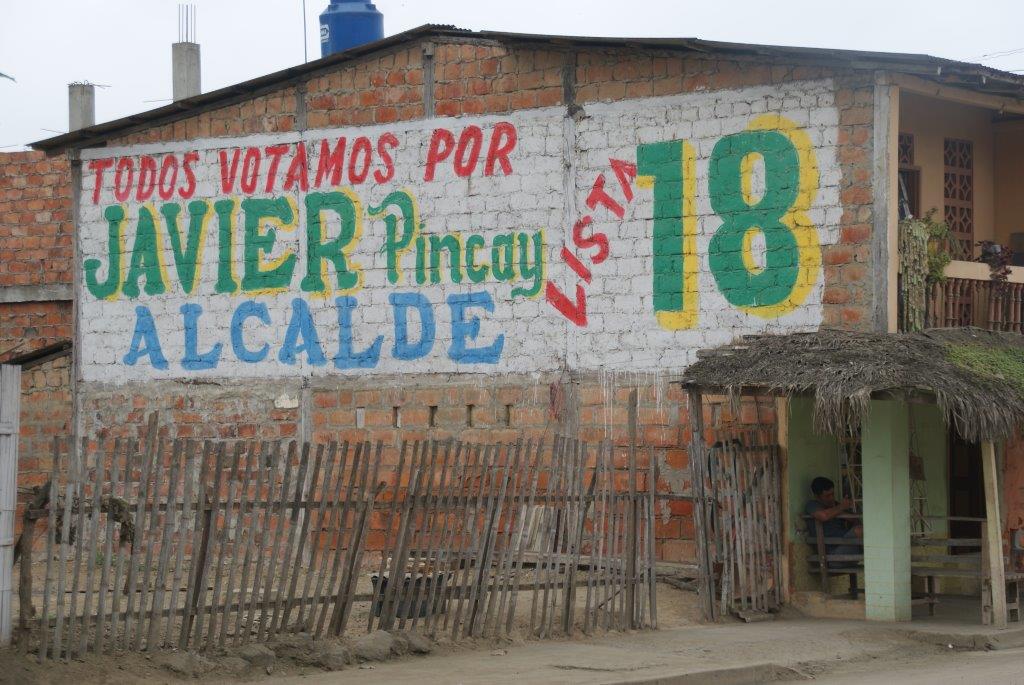 TODOS VOTAMOS POR
JAVIER Pincay
ALCALDE
LISTA
18